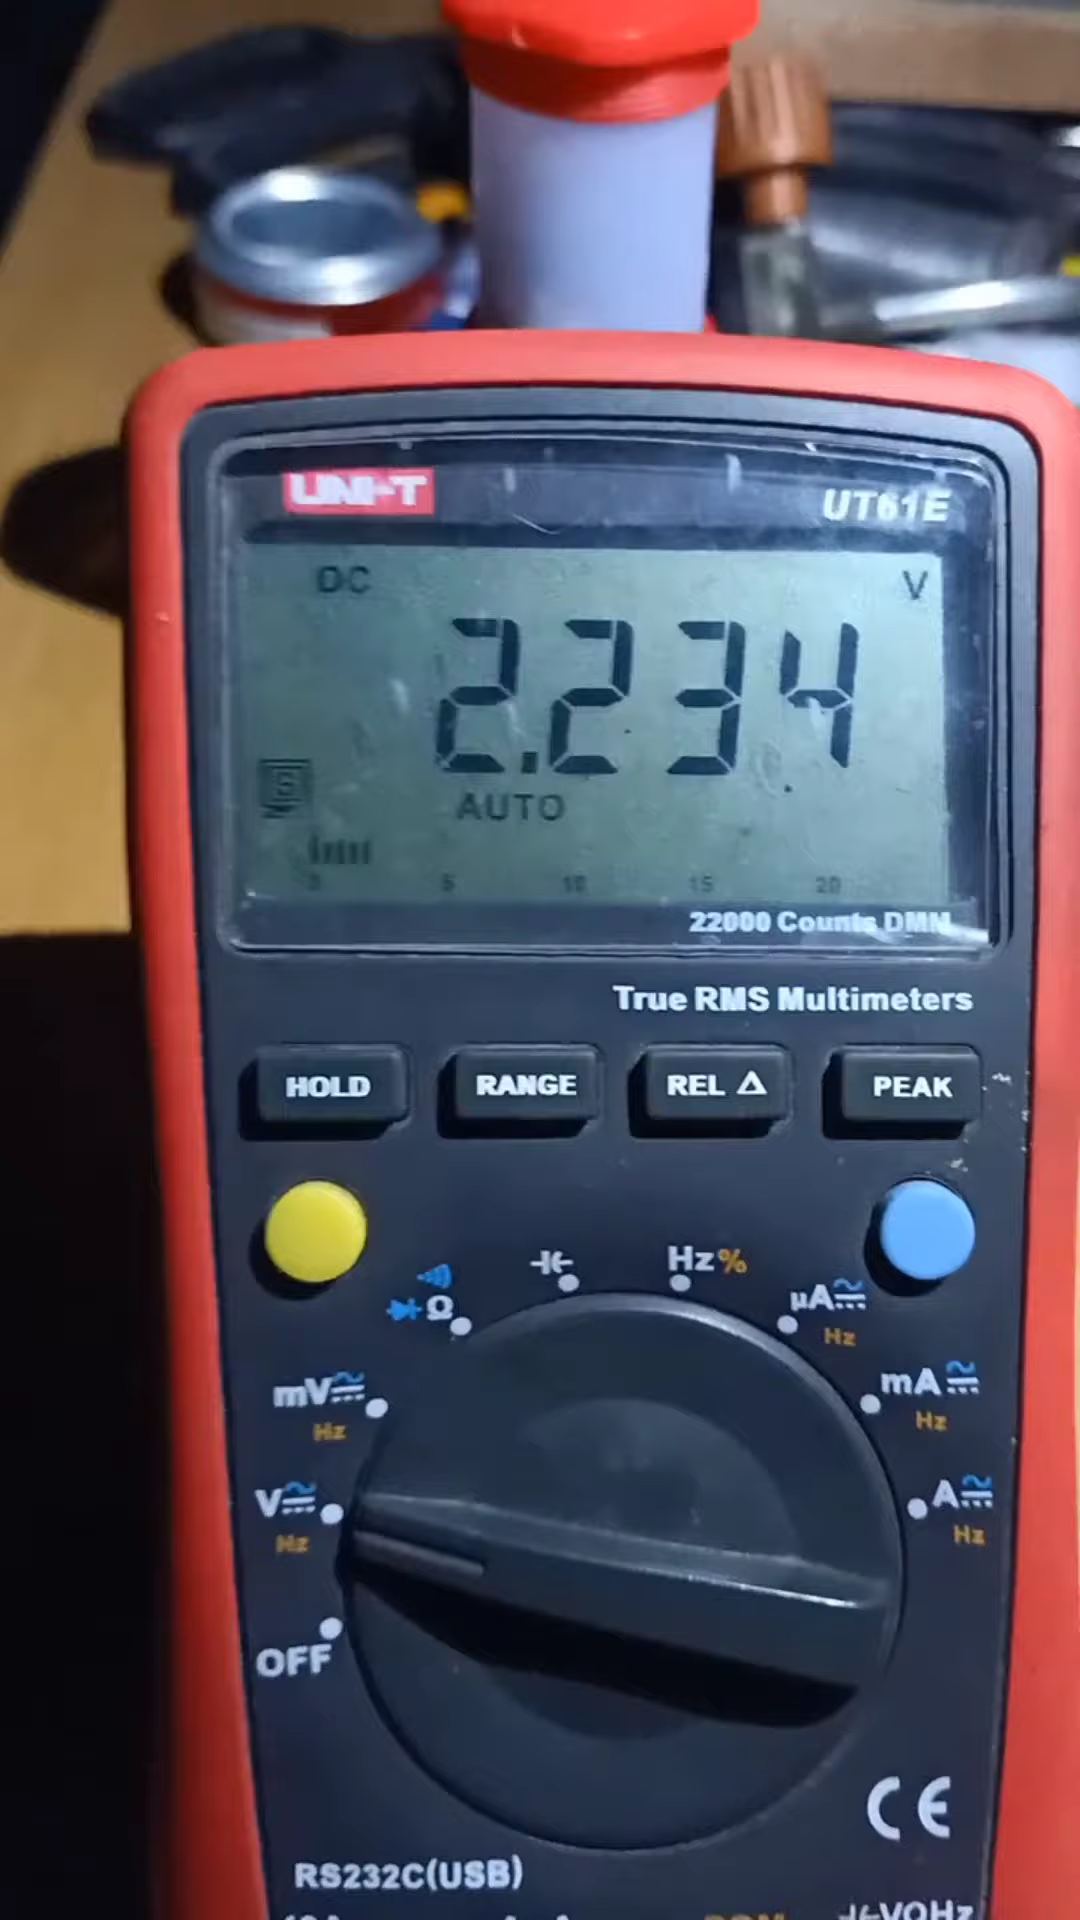 UNI-T
UT61E
DC V
2.234
AUTO
0 5 10 15 20
22000 Counts DMM
True RMS Multimeters
HOLD RANGE REL Δ PEAK
Hz%
Ω
µA
Hz
mV
Hz
mA
Hz
V
Hz
A
Hz
OFF
CE
RS232C(USB)
VΩHz